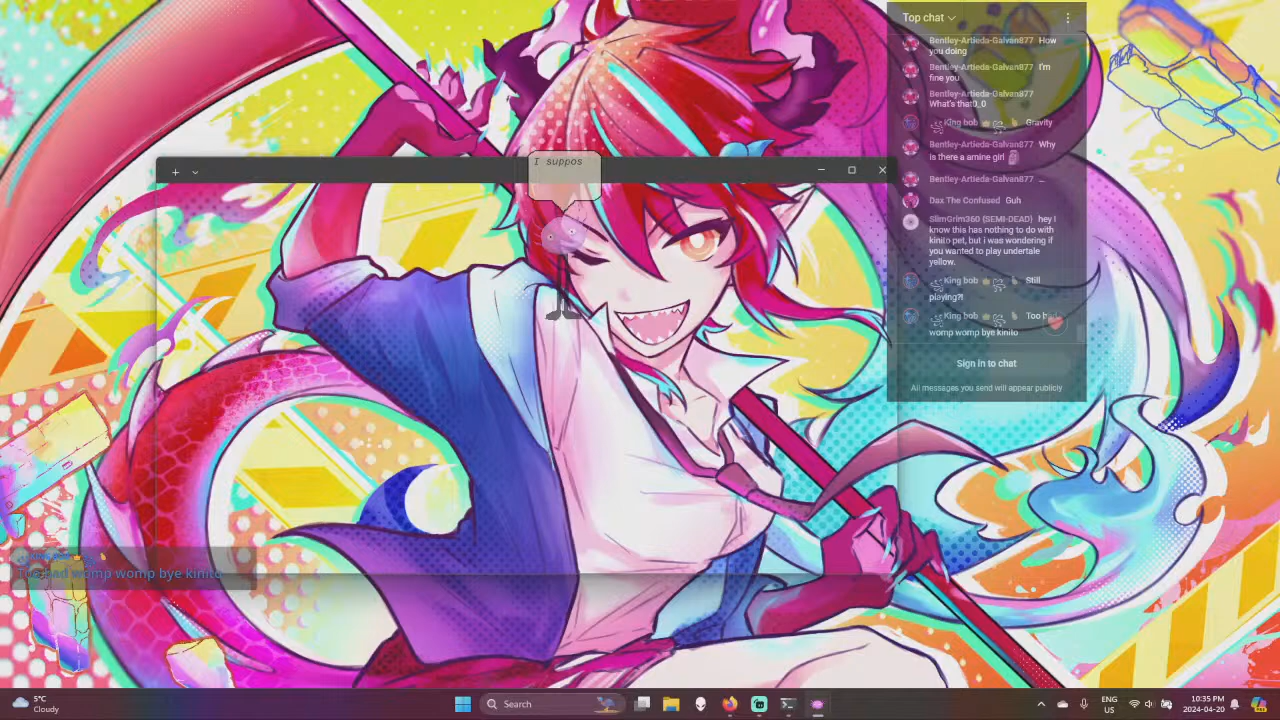 Top chat
Bentley-Artieda-Galvan877 How
you doing
Bentley-Artieda-Galvan877 I'm
fine you
Bentley-Artieda-Galvan877
What's that0_0
King bob Gravity
Bentley-Artieda-Galvan877 Why
is there a amine girl
Bentley-Artieda-Galvan877 _
Dax The Confused Guh
SlimGrim360 (SEMI-DEAD) hey I
know this has nothing to do with
kinito pet, but i was wondering if
you wanted to play undertale
yellow.
King bob Still
playing?!
King bob Too bad
womp womp bye kinito
Sign in to chat
All messages you send will appear publicly
I suppos
Too bad womp womp bye kinito
5°C
Cloudy
Search
ENG
US
10:35 PM
2024-04-20